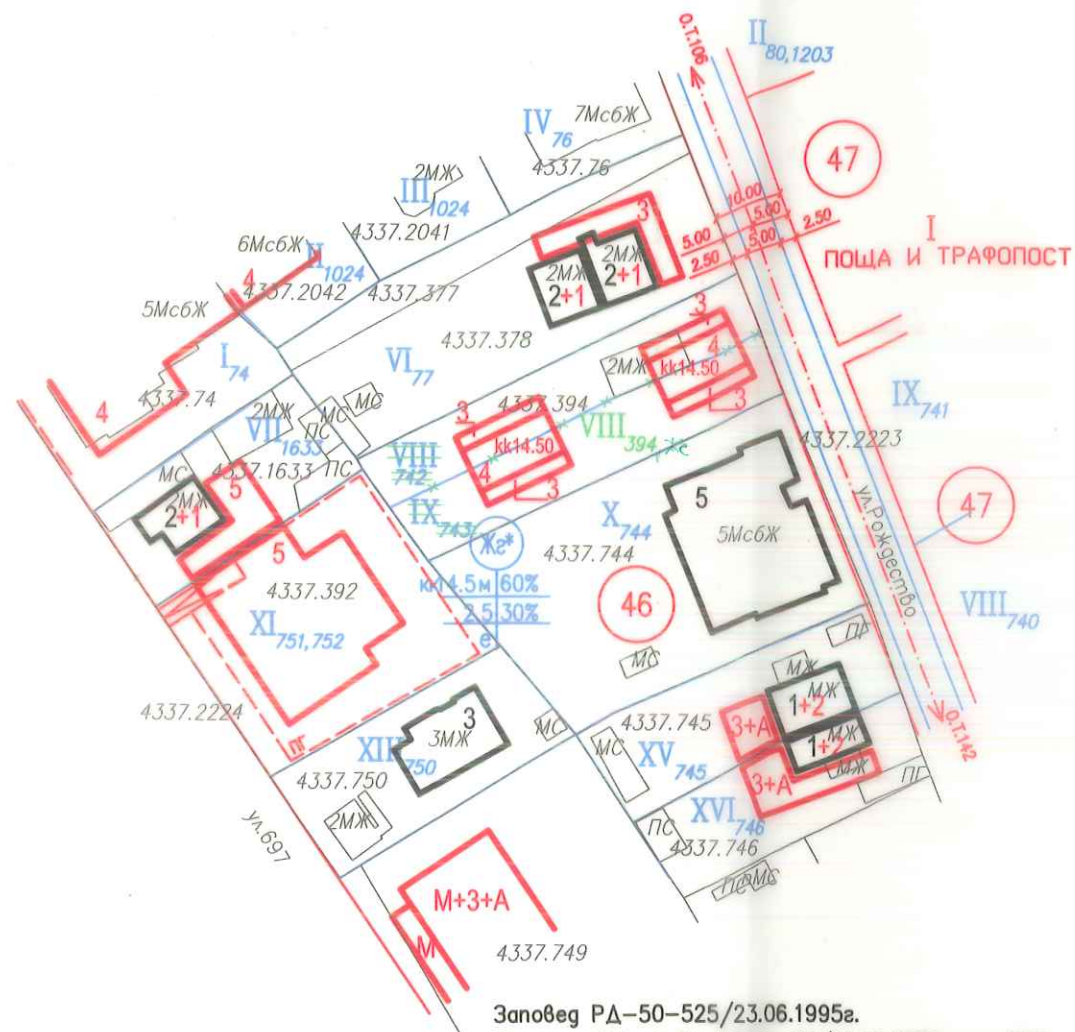 О.Т.106
II 80,1203
47
7МсбЖ
IV 76
4337.76
2МЖ
III 1024
4337.2041
10.00
5.00
5.00
5.00
2.50
2.50
I
ПОЩА И ТРАФОПОСТ
6МсбЖ
II 1024
4
4337.2042
4337.377
5МсбЖ
3
2МЖ
2МЖ
2+1
2+1
4337.378
VI 77
I 74
4337.74
4
3
4
2МЖ
kk14.50
3
IX 741
МС
МС
ПС
2МЖ
VII 1633
4337.1633
ПС
3
4337.394
kk14.50
4
3
VIII 394
VIII 742
IX 743
4337.2223
МС
2МЖ
2+1
5
5
X 744
4337.744
5
5МсбЖ
47
ул.Рождество
Жг*
кк14.5м 60%
2.5 30%
е
46
4337.392
XI 751,752
VIII 740
МС
ПГ
МЖ
МЖ
1+2
МЖ
1+2
МЖ
ПГ
3+А
3+А
О.Т.142
4337.2224
4337.745
XV 745
МС
МС
3
3МЖ
XIII 750
4337.750
2МЖ
XVI 746
ПС
4337.746
ПС
МС
ул.697
М+3+А
М
4337.749
Заповед РД-50-525/23.06.1995г.